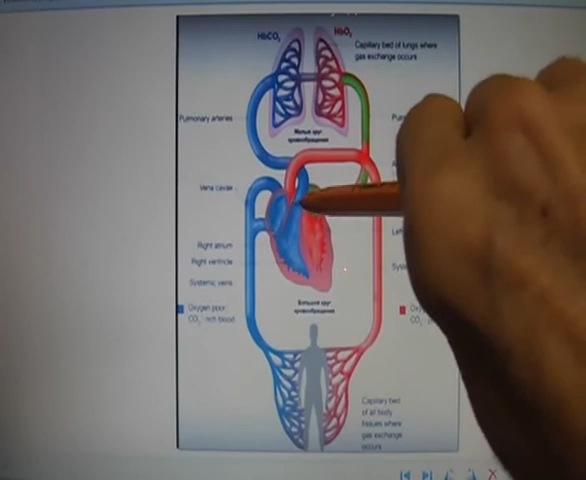 HbCO₂
HbO₂
Capillary bed of lungs where
gas exchange occurs
Pulmonary arteries
Малый круг
кровообращения
Vena cavae
Right atrium
Right ventricle
Systemic veins
Большой круг
кровообращения
Oxygen poor
CO₂ rich blood
Capillary bed
of all body
tissues where
gas exchange
occurs